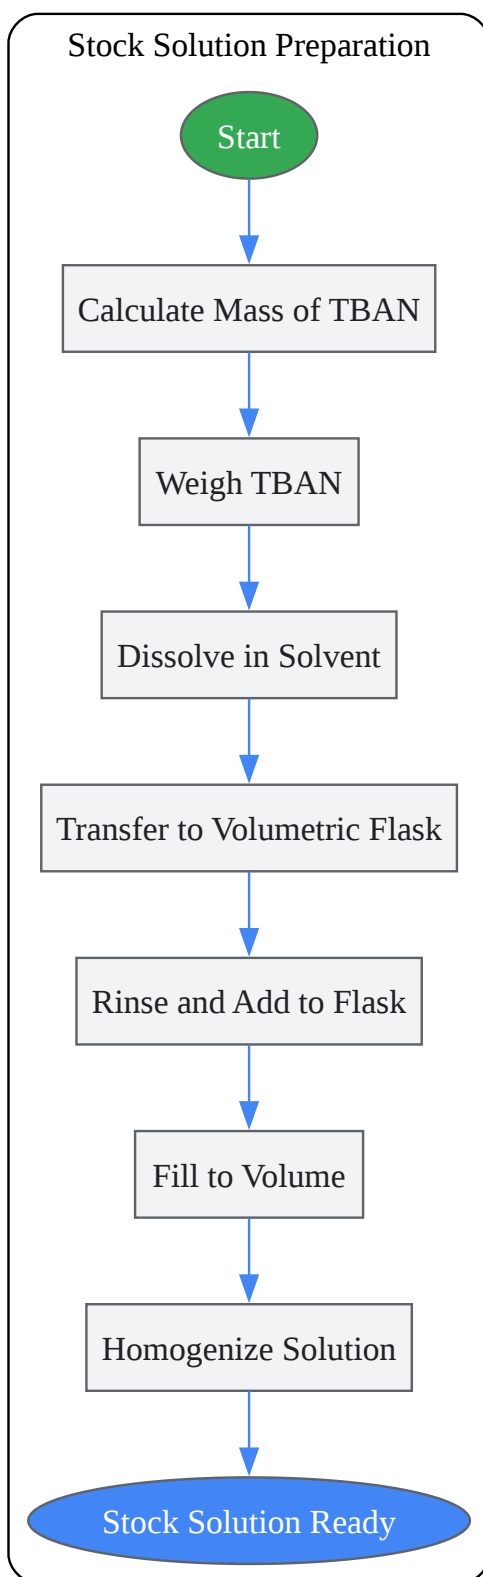 Stock Solution Preparation
Start
Calculate Mass of TBAN
Weigh TBAN
Dissolve in Solvent
Transfer to Volumetric Flask
Rinse and Add to Flask
Fill to Volume
Homogenize Solution
Stock Solution Ready